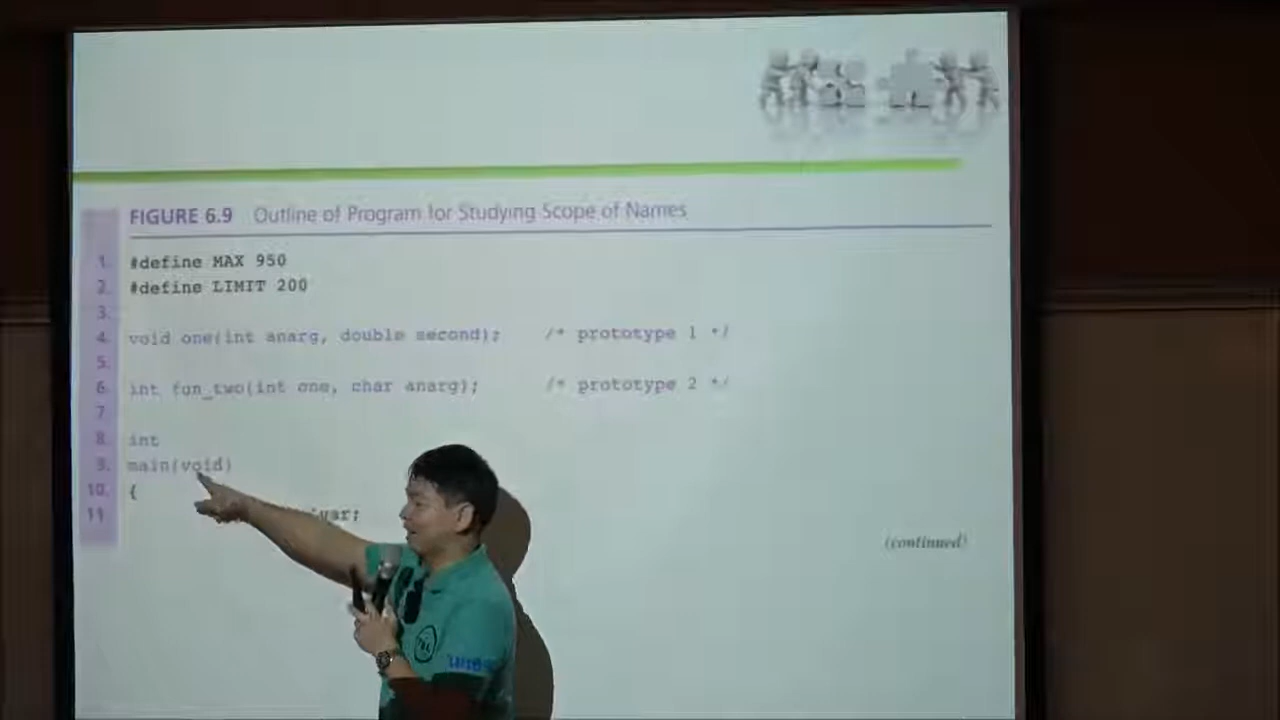 FIGURE 6.9 Outline of Program for Studying Scope of Names
1. #define MAX 950
2. #define LIMIT 200
3.
4. void one(int anarg, double second); /* prototype 1 */
5.
6. int fun_two(int one, char anarg); /* prototype 2 */
7.
8. int
9. main(void)
10. {
11
(continued)